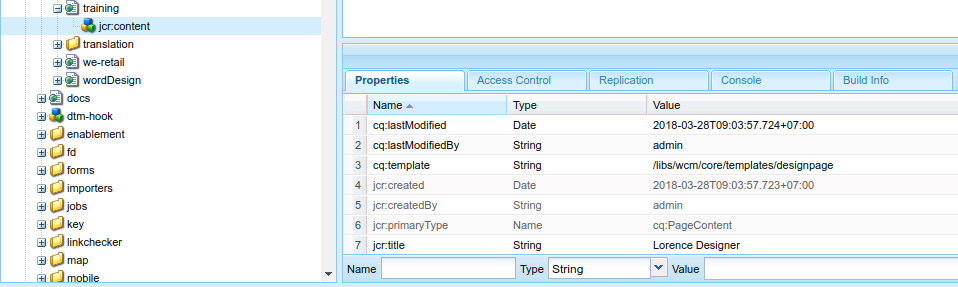 training
jcr:content
translation
we-retail
wordDesign
docs
dtm-hook
enablement
fd
forms
importers
jobs
key
linkchecker
map
mobile
Properties Access Control Replication Console Build Info
Name Type Value
1 cq:lastModified Date 2018-03-28T09:03:57.724+07:00
2 cq:lastModifiedBy String admin
3 cq:template String /libs/wcm/core/templates/designpage
4 jcr:created Date 2018-03-28T09:03:57.723+07:00
5 jcr:createdBy String admin
6 jcr:primaryType Name cq:PageContent
7 jcr:title String Lorence Designer
Name Type String Value